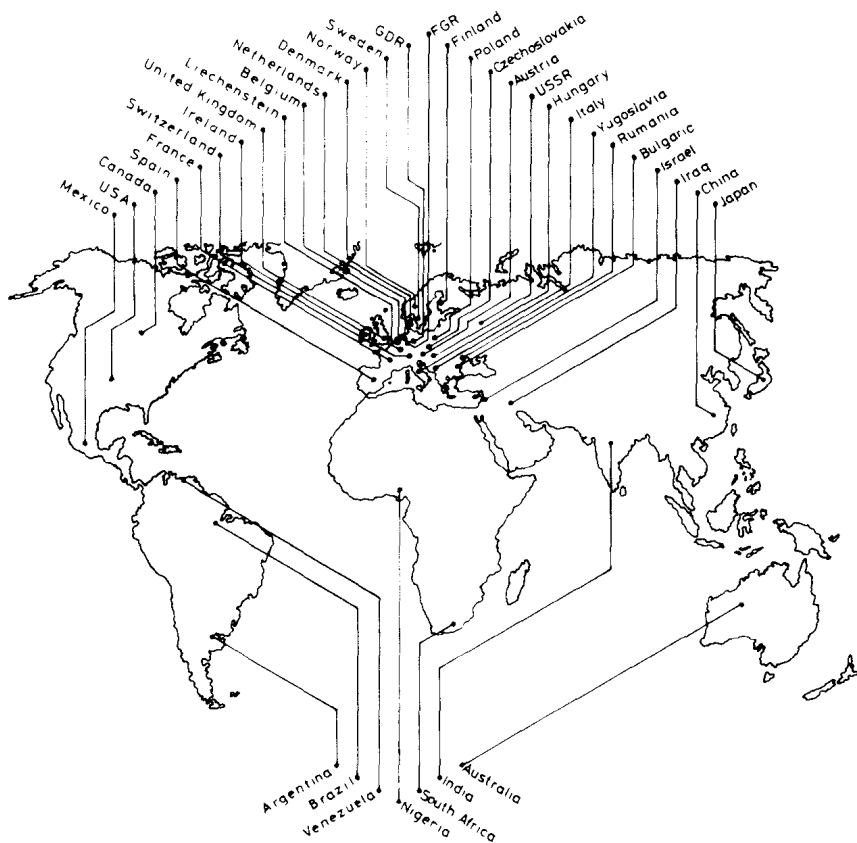 Mexico
USA
Canada
Spain
France
Switzerland
Ireland
United Kingdom
Liechenstein
Belgium
Netherlands
Denmark
Norway
Sweden
GDR
FGR
Finland
Poland
Czechoslovakia
Austria
USSR
Hungary
Italy
Yugoslavia
Rumania
Bulgaric
Israel
Iraq
China
Japan
Argentina
Brazil
Venezuela
Nigeria
South Africa
India
Australia